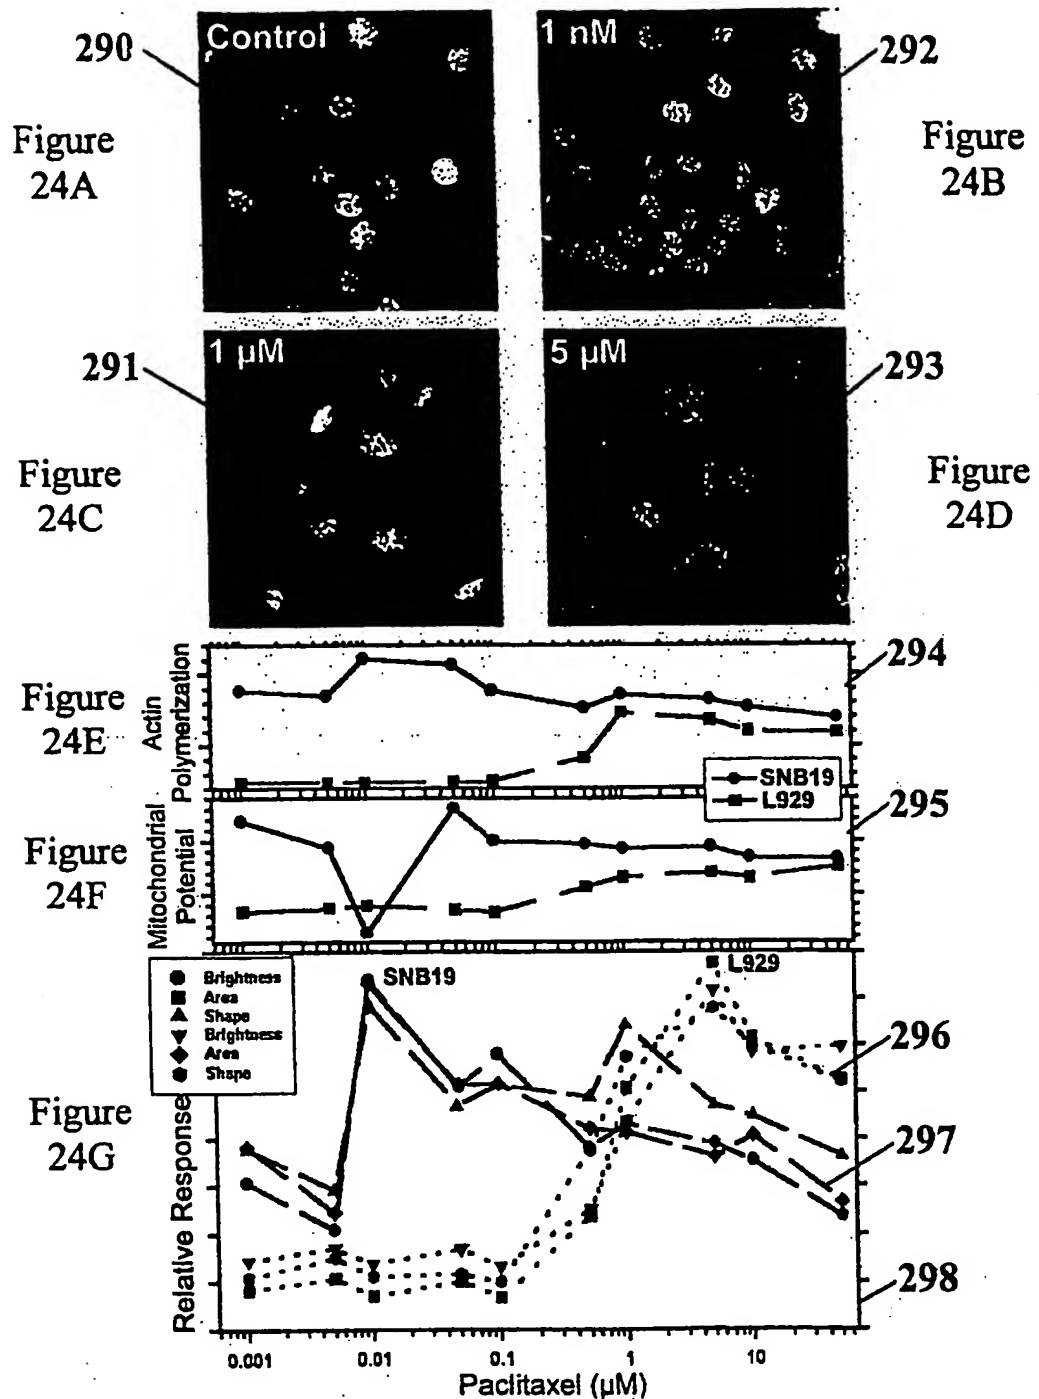 290
Control
1 nM
292
Figure
24A
Figure
24B
291
1 µM
5 µM
293
Figure
24C
Figure
24D
294
Figure
24E
Actin
Polymerization
SNB19
L929
295
Figure
24F
Mitochondrial
Potential
Brightness
Area
Shape
Brightness
Area
Shape
SNB19
L929
296
Figure
24G
297
Relative Response
298
0.001
0.01
0.1
1
10
Paclitaxel (µM)